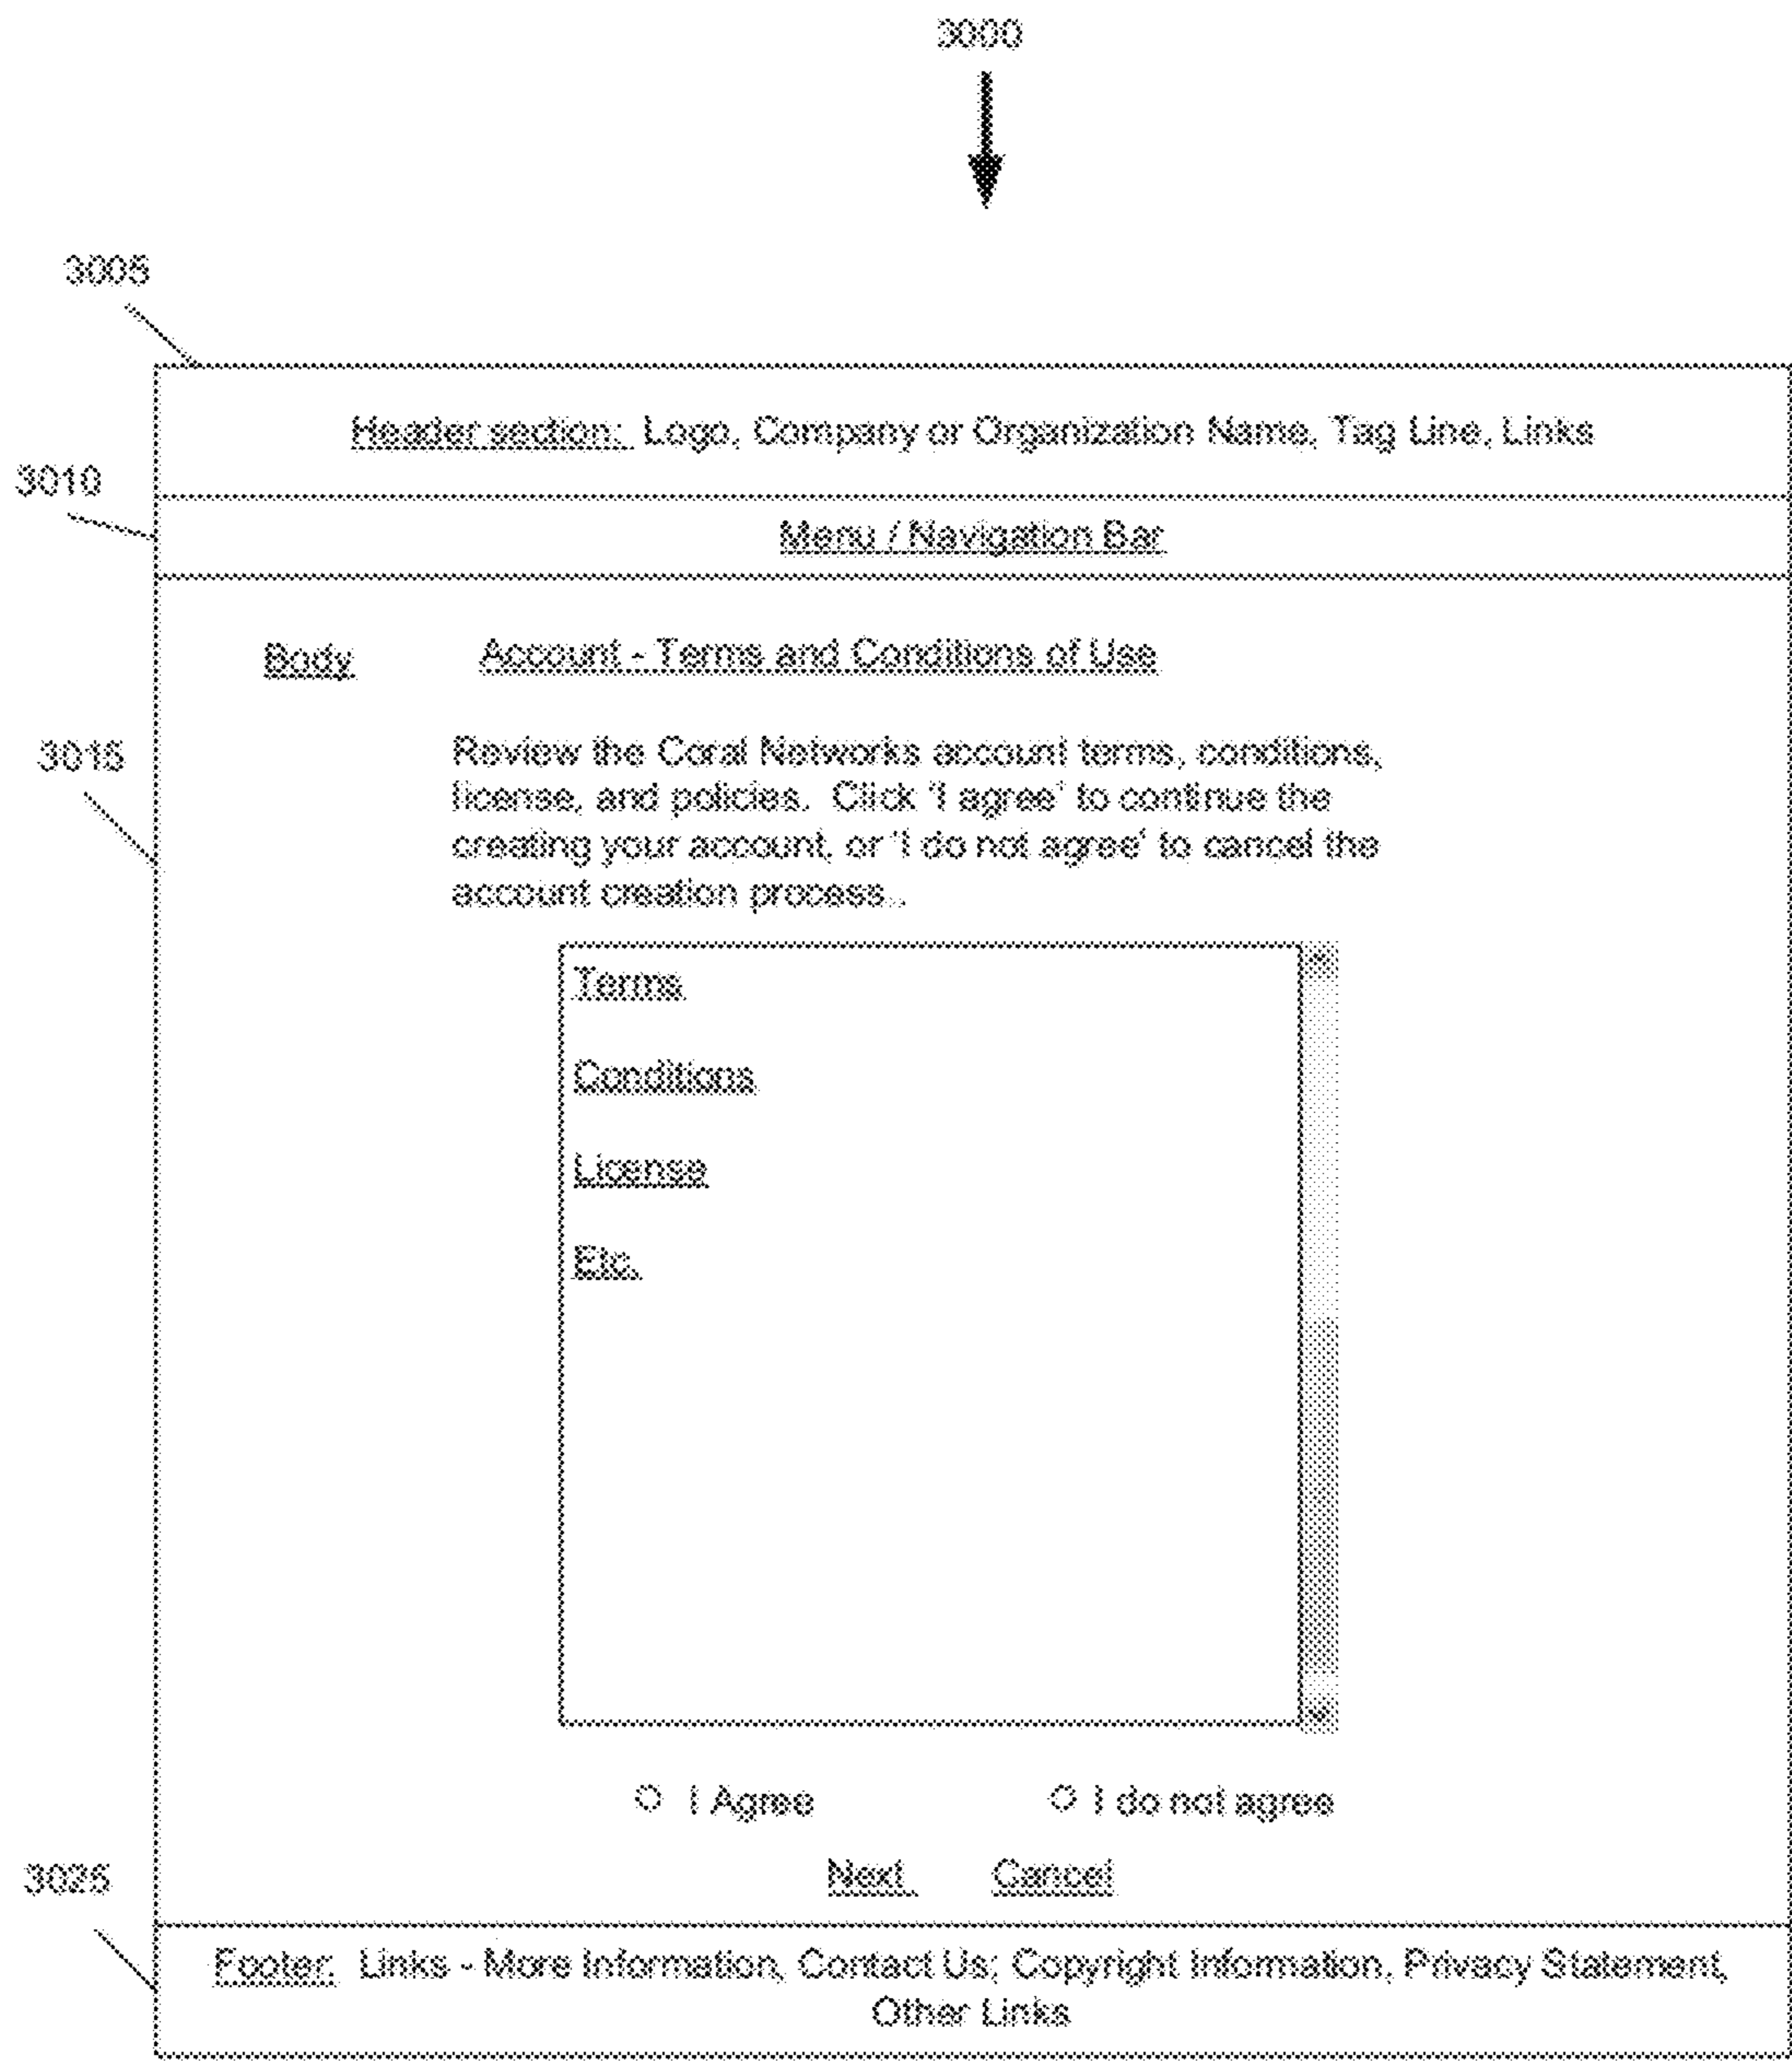 3000
3005
Header section: Logo, Company or Organization Name, Tag Line, Links
3010
Menu / Navigation Bar
Body
Account - Terms and Conditions of Use
3015
Review the Coral Networks account terms, conditions,
license, and policies. Click 'I agree' to continue the
creating your account, or 'I do not agree' to cancel the
account creation process..
Terms
Conditions
License
Etc.
I Agree
I do not agree
3025
Next
Cancel
Footer: Links - More Information, Contact Us; Copyright Information, Privacy Statement,
Other Links